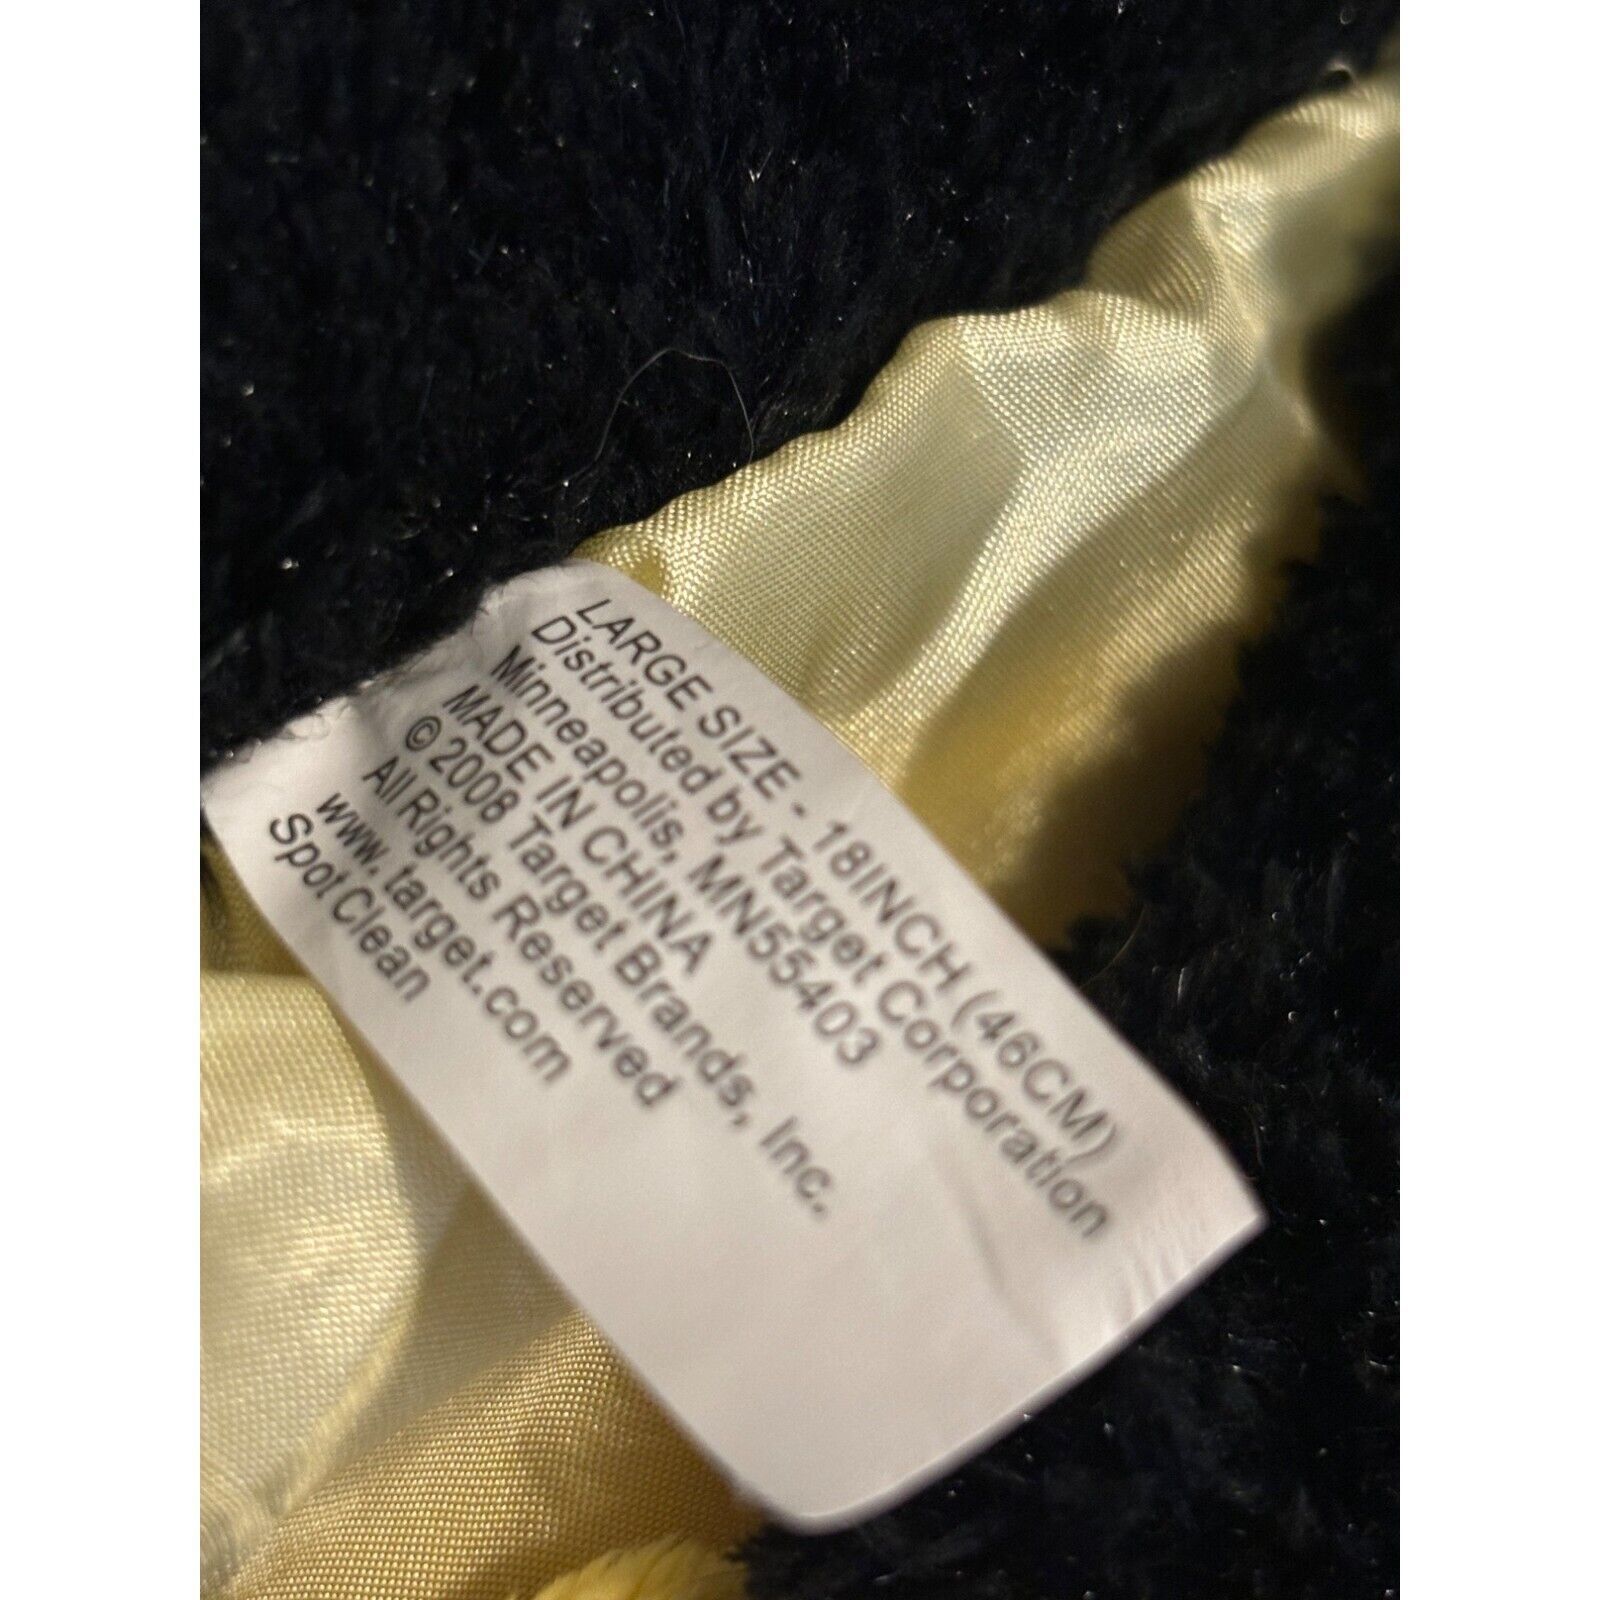 LARGE SIZE - 18INCH (46CM)
Distributed by Target Corporation
Minneapolis, MN55403
MADE IN CHINA
©2008 Target Brands, Inc.
All Rights Reserved
www.target.com
Spot Clean